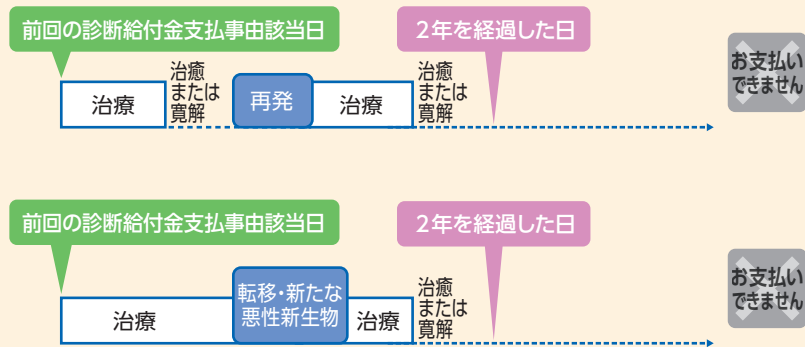 前回の診断給付金支払事由該当日
2年を経過した日
お支払い
できません
治療
治癒
または
寛解
再発
治療
治癒
または
寛解
前回の診断給付金支払事由該当日
2年を経過した日
お支払い
できません
治療
転移・新たな
悪性新生物
治療
治癒
または
寛解